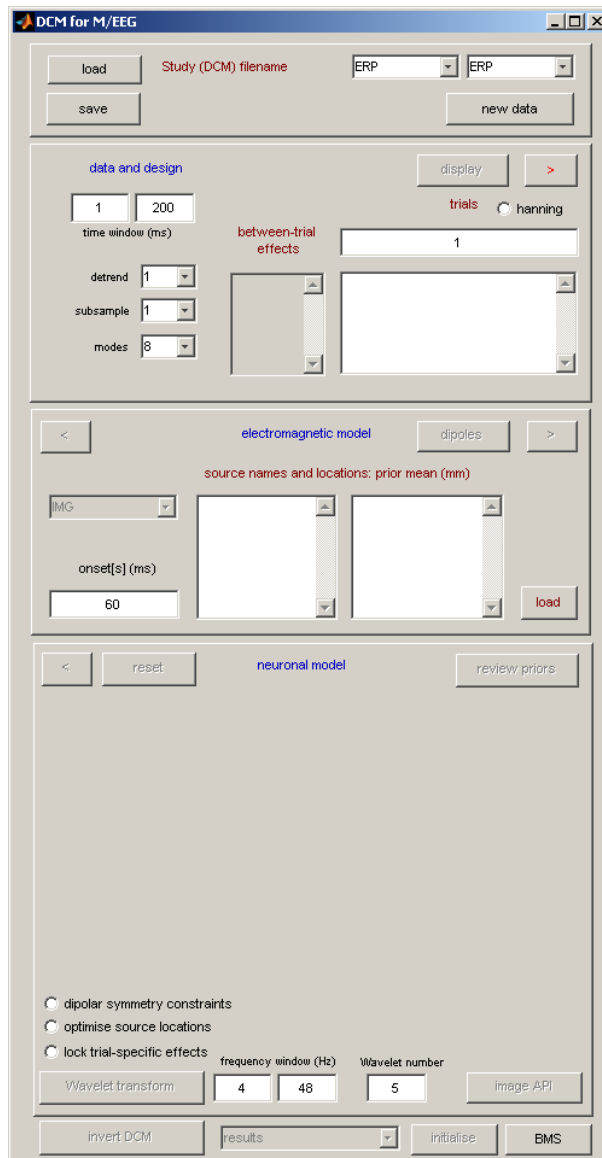 DCM for M/EEG
load Study (DCM) filename ERP ERP
save new data
data and design display >
trials hanning
1 200
time window (ms) between-trial effects 1
detrend 1
subsample 1
modes 8
< electromagnetic model dipoles >
source names and locations: prior mean (mm)
IMG
onset[s] (ms)
60 load
< reset neuronal model review priors
dipolar symmetry constraints
optimise source locations
lock trial-specific effects frequency window (Hz) Wavelet number
Wavelet transform 4 48 5 image API
invert DCM results initialise BMS